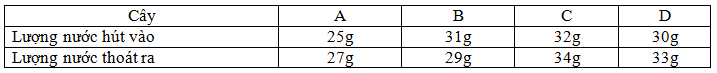 Cây A B C D
Lượng nước hút vào 25g 31g 32g 30g
Lượng nước thoát ra 27g 29g 34g 33g